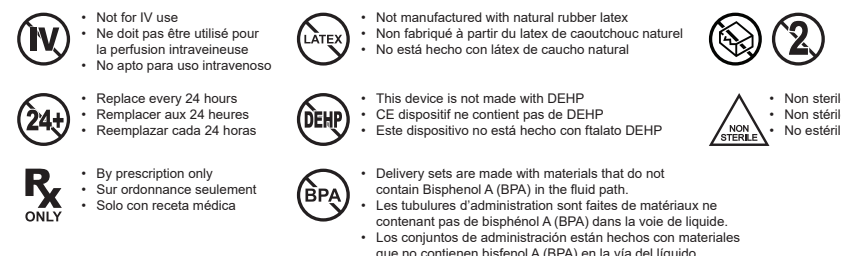 IV
• Not for IV use
• Ne doit pas être utilisé pour
la perfusion intraveineuse
• No apto para uso intravenoso
LATEX
• Not manufactured with natural rubber latex
• Non fabriqué à partir du latex de caoutchouc naturel
• No está hecho con látex de caucho natural
2
24+
• Replace every 24 hours
• Remplacer aux 24 heures
• Reemplazar cada 24 horas
DEHP
• This device is not made with DEHP
• CE dispositif ne contient pas de DEHP
• Este dispositivo no está hecho con ftalato DEHP
NON
STERILE
• Non steril
• Non stéril
• No estéril
Rx
ONLY
• By prescription only
• Sur ordonnance seulement
• Solo con receta médica
BPA
• Delivery sets are made with materials that do not
contain Bisphenol A (BPA) in the fluid path.
• Les tubulures d'administration sont faites de matériaux ne
contenant pas de bisphénol A (BPA) dans la voie de liquide.
• Los conjuntos de administración están hechos con materiales
que no contienen bisfenol A (BPA) en la vía del líquido